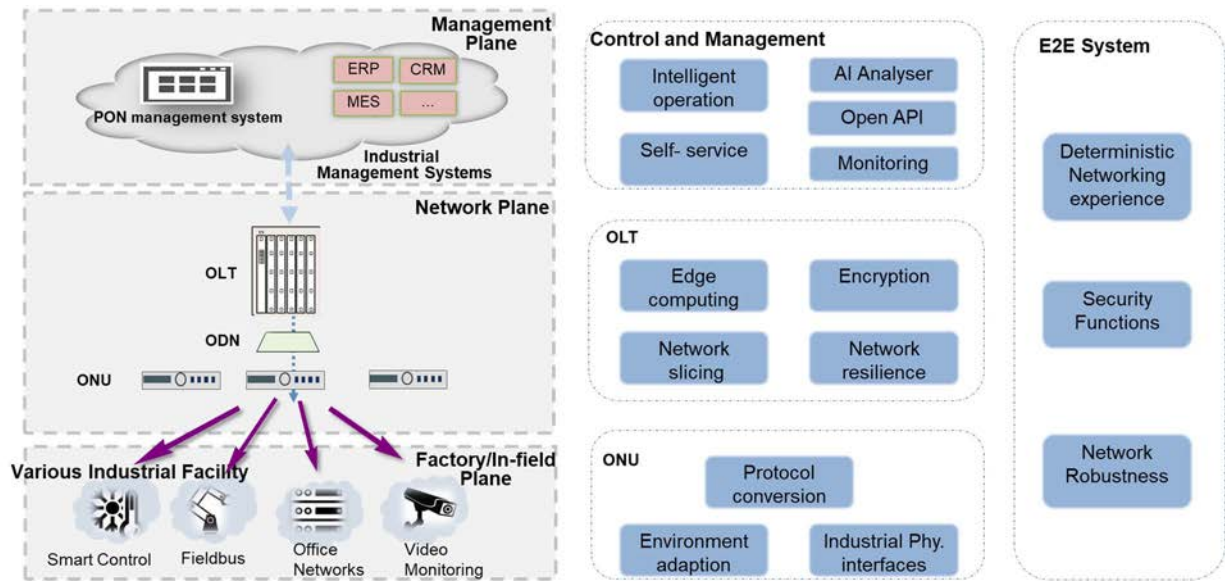 Management
Plane
ERP
CRM
MES
...
PON management system
Industrial
Management Systems
Network Plane
OLT
ODN
ONU
Various Industrial Facility
Factory/In-field
Plane
Smart Control
Fieldbus
Office
Networks
Video
Monitoring
Control and Management
Intelligent
operation
AI Analyser
Open API
Self- service
Monitoring
OLT
Edge
computing
Encryption
Network
slicing
Network
resilience
ONU
Protocol
conversion
Environment
adaption
Industrial Phy.
interfaces
E2E System
Deterministic
Networking
experience
Security
Functions
Network
Robustness